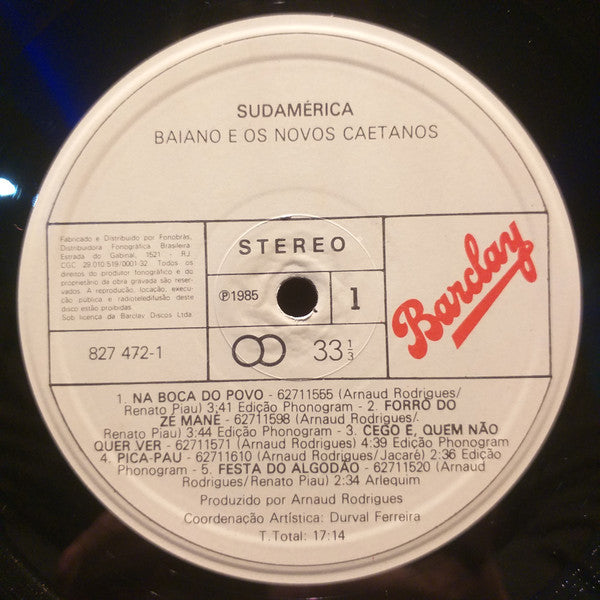 SUDAMÉRICA
BAIANO E OS NOVOS CAETANOS
Fabricado e Distribuido por Fonobrás,
Distribuidora Fonográfica Brasileira
Estrada do Gabinal, 1521 - RJ
CGC 29.010.519/0001-32. Todos os
direitos do produtor fonográfico e do
proprietário da obra gravada são reser-
vados. A reprodução, locação, execu-
ção pública e radioteledifusão deste
disco estão proibidas.
Sob licença da Barclay Discos Ltda.
STEREO
℗1985
1
Barclay
827 472-1
33 1/3
1. NA BOCA DO POVO - 62711555 (Arnaud Rodrigues/
Renato Piau) 3;41 Edição Phonogram - 2. FORRÓ DO
ZÉ MANÉ - 62711598 (Arnaud Rodrigues/.
Renato Piau) 3:44 Edição Phonogram - 3. CEGO É, QUEM NÃO
QUER VER - 62711571 (Arnaud Rodrigues) 4:39 Edição Phonogram
- 4. PICA-PAU - 62711610 (Arnaud Rodrigues/Jacaré) 2:36 Edição
Phonogram - 5. FESTA DO ALGODÃO - 62711520 (Arnaud
Rodrigues/Renato Piau) 2:34 Arlequim
Produzido por Arnaud Rodrigues
Coordenação Artística: Durval Ferreira
T.Total: 17:14